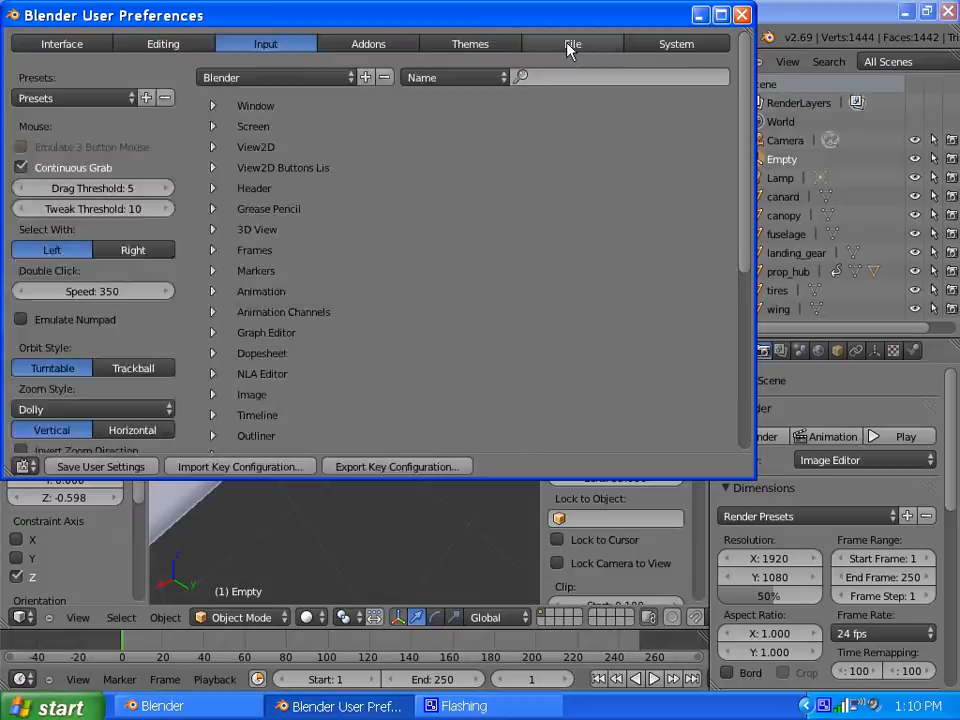 Blender User Preferences
Interface
Editing
Input
Addons
Themes
File
System
Presets:
Blender
Name
Presets
Window
Mouse:
Screen
Emulate 3 Button Mouse
View2D
Continuous Grab
View2D Buttons Lis
Drag Threshold: 5
Header
Tweak Threshold: 10
Grease Pencil
Select With:
3D View
Left
Right
Frames
Double Click:
Markers
Speed: 350
Animation
Emulate Numpad
Animation Channels
Graph Editor
Orbit Style:
Dopesheet
Turntable
Trackball
NLA Editor
Zoom Style:
Image
Dolly
Timeline
Vertical
Horizontal
Outliner
Invert Zoom Direction
Save User Settings
Import Key Configuration...
Export Key Configuration...
v2.69 | Verts:1444 | Faces:1442 | Tri
View
Search
All Scenes
cene
RenderLayers
World
Camera
Empty
Lamp
canard
canopy
fuselage
landing_gear
prop_hub
tires
wing
Scene
der
nder
Animation
Play
y:
Image Editor
Dimensions
Render Presets
Resolution:
Frame Range:
X: 1920
Start Frame: 1
Y: 1080
End Frame: 250
50%
Frame Step: 1
Aspect Ratio:
Frame Rate:
X: 1.000
24 fps
Y: 1.000
Time Remapping:
Bord
Crop
: 100
: 100
Z: -0.598
Constraint Axis
X
Y
Z
Orientation
Lock to Object:
Lock to Cursor
Lock Camera to View
Clip:
(1) Empty
View
Select
Object
Object Mode
Global
-40
-20
0
20
40
60
80
100
120
140
160
180
200
220
240
260
View
Marker
Frame
Playback
Start: 1
End: 250
1
start
Blender
Blender User Pref...
Flashing
1:10 PM